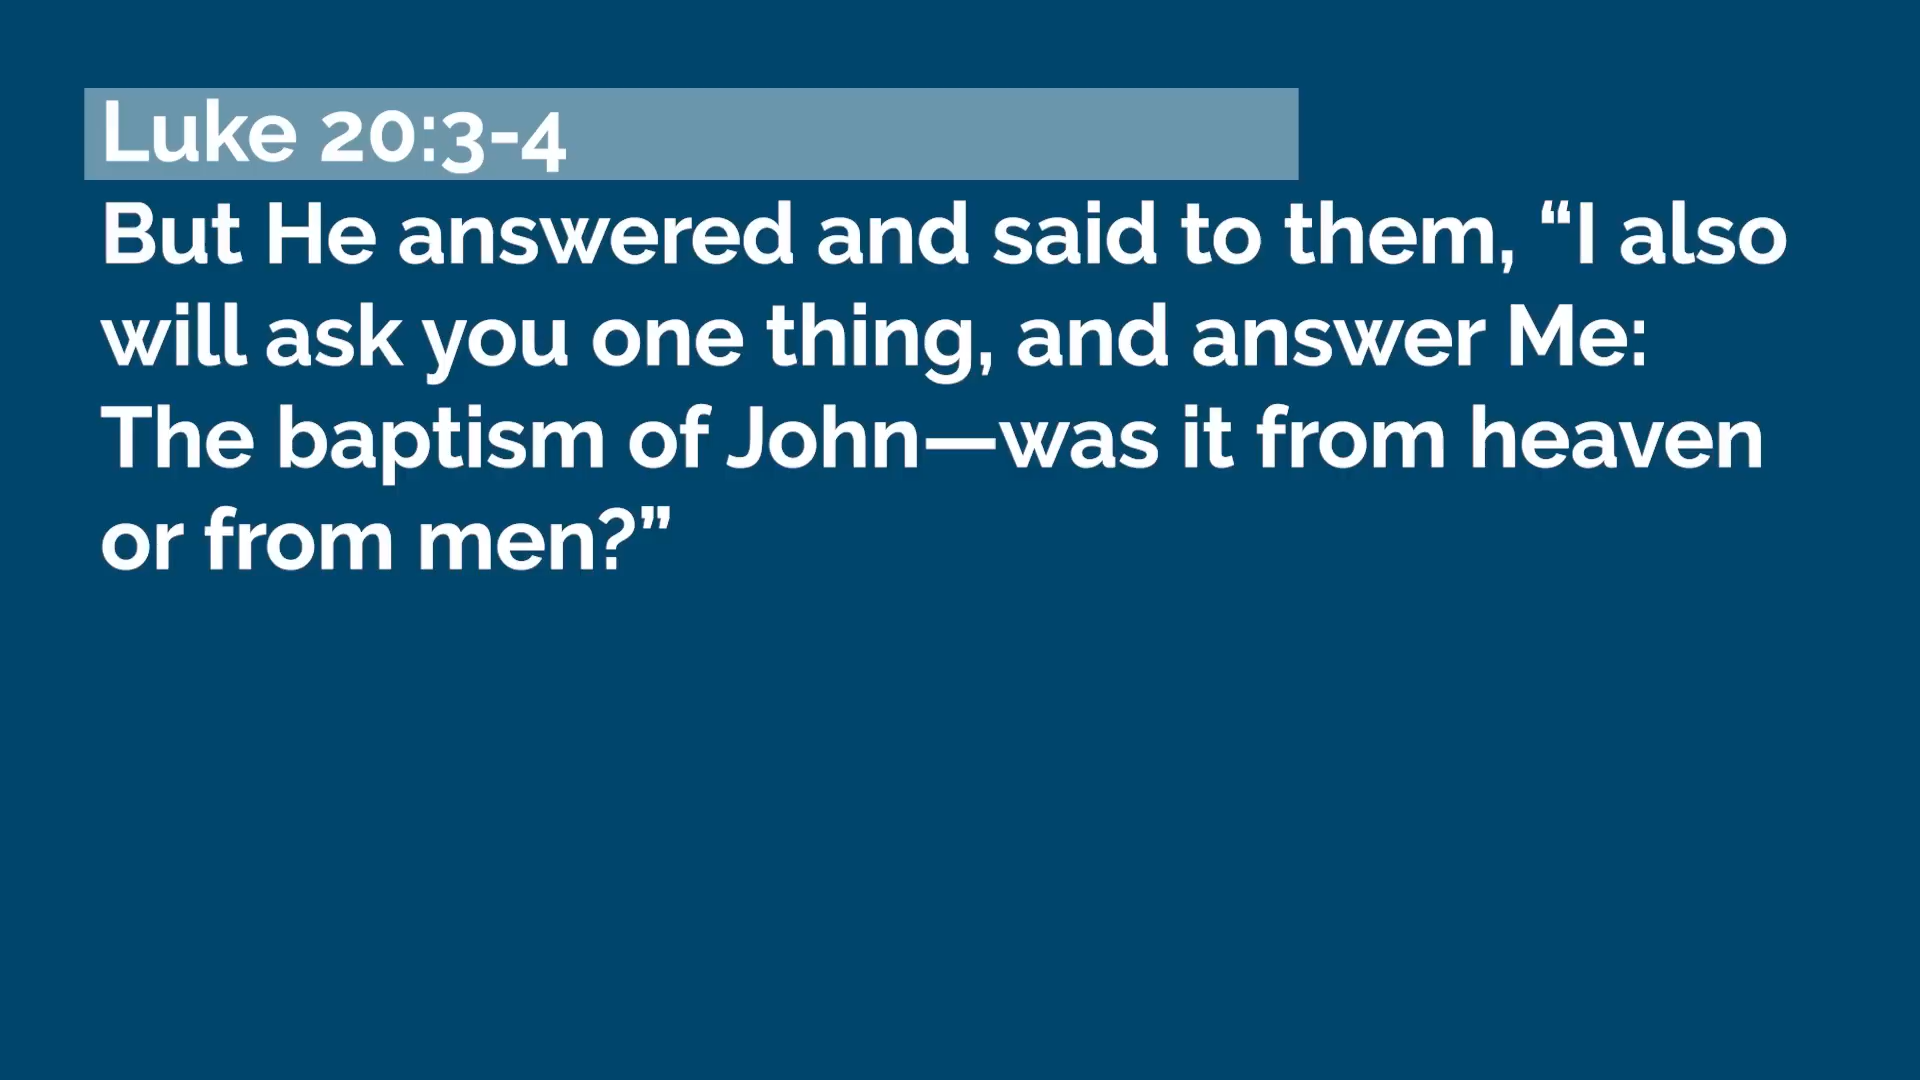 Luke 20:3-4
But He answered and said to them, “I also
will ask you one thing, and answer Me:
The baptism of John—was it from heaven
or from men?”